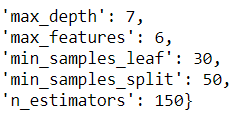 'max_depth': 7,
'max_features': 6,
'min_samples_leaf': 30,
'min_samples_split': 50,
'n_estimators': 150}